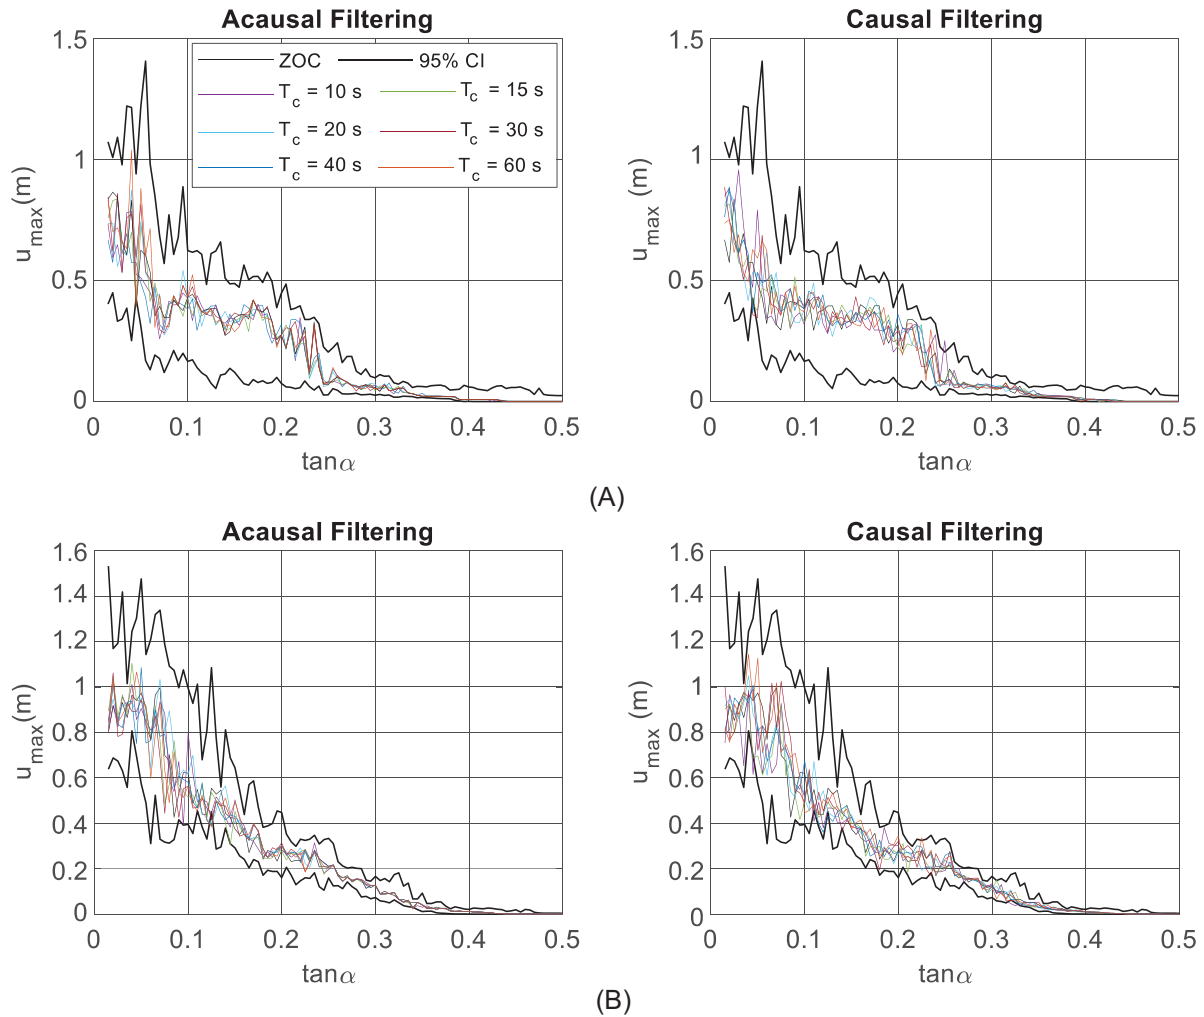 Acausal Filtering
Causal Filtering
1.5
1
0.5
0
u_max(m)
ZOC
95% CI
T_c = 10 s
T_c = 15 s
T_c = 20 s
T_c = 30 s
T_c = 40 s
T_c = 60 s
0 0.1 0.2 0.3 0.4 0.5
tanα
1.5
1
0.5
0
u_max (m)
0 0.1 0.2 0.3 0.4 0.5
tanα
(A)
Acausal Filtering
Causal Filtering
1.6
1.4
1.2
1
0.8
0.6
0.4
0.2
0
u_max(m)
0 0.1 0.2 0.3 0.4 0.5
tanα
1.6
1.4
1.2
1
0.8
0.6
0.4
0.2
0
u_max (m)
0 0.1 0.2 0.3 0.4 0.5
tanα
(B)